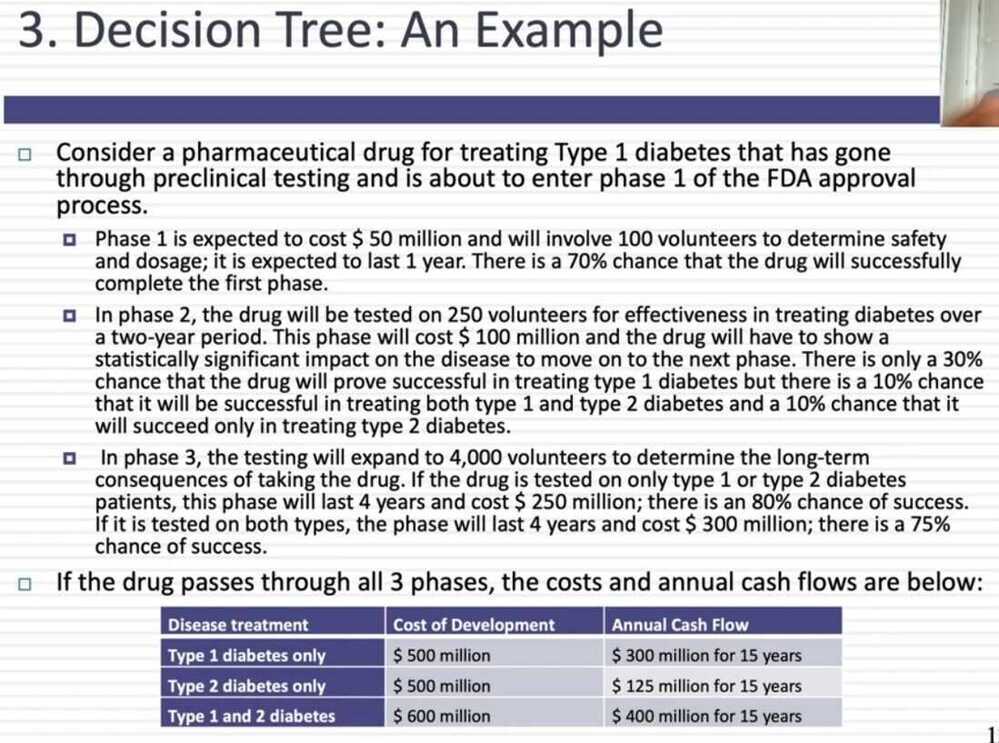 3. Decision Tree: An Example
Consider a pharmaceutical drug for treating Type 1 diabetes that has gone
through preclinical testing and is about to enter phase 1 of the FDA approval
process.
Phase 1 is expected to cost $ 50 million and will involve 100 volunteers to determine safety
and dosage; it is expected to last 1 year. There is a 70% chance that the drug will successfully
complete the first phase.
In phase 2, the drug will be tested on 250 volunteers for effectiveness in treating diabetes over
a two-year period. This phase will cost $ 100 million and the drug will have to show a
statistically significant impact on the disease to move on to the next phase. There is only a 30%
chance that the drug will prove successful in treating type 1 diabetes but there is a 10% chance
that it will be successful in treating both type 1 and type 2 diabetes and a 10% chance that it
will succeed only in treating type 2 diabetes.
In phase 3, the testing will expand to 4,000 volunteers to determine the long-term
consequences of taking the drug. If the drug is tested on only type 1 or type 2 diabetes
patients, this phase will last 4 years and cost $ 250 million; there is an 80% chance of success.
If it is tested on both types, the phase will last 4 years and cost $ 300 million; there is a 75%
chance of success.
If the drug passes through all 3 phases, the costs and annual cash flows are below:
Disease treatment Cost of Development Annual Cash Flow
Type 1 diabetes only $ 500 million $ 300 million for 15 years
Type 2 diabetes only $ 500 million $ 125 million for 15 years
Type 1 and 2 diabetes $ 600 million $ 400 million for 15 years
1